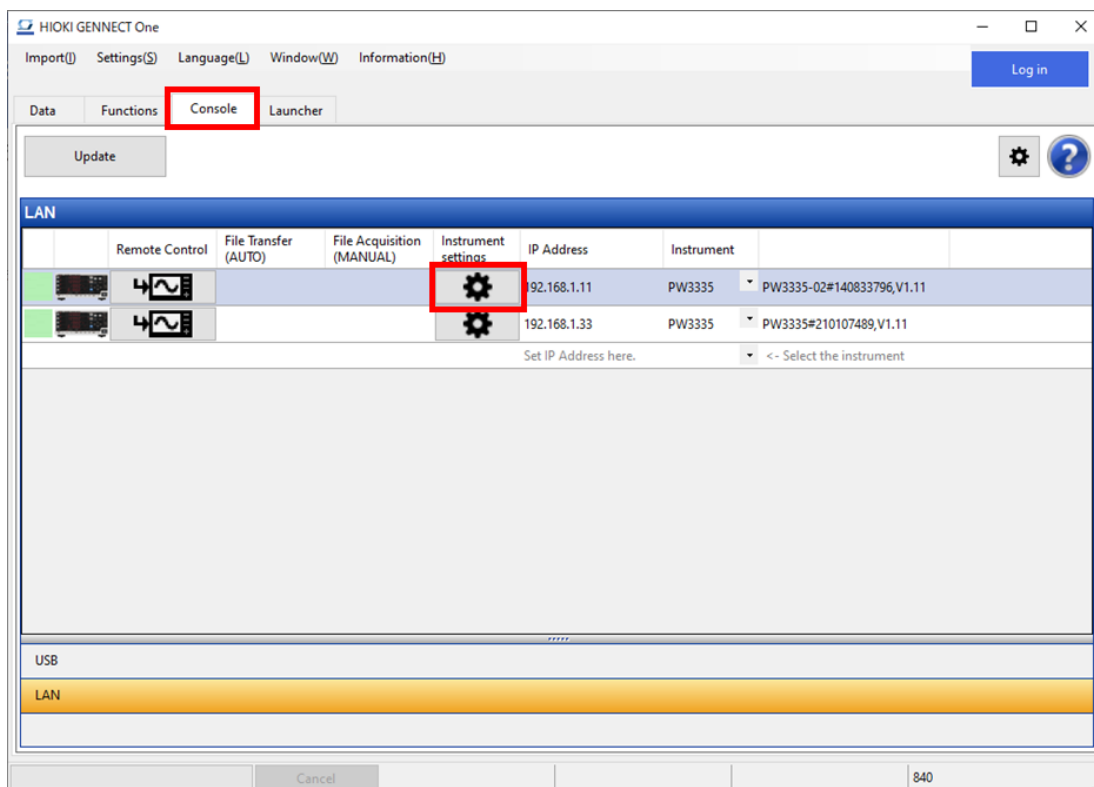 HIOKI GENNECT One
Import(I) Settings(S) Language(L) Window(W) Information(H)
Log in
Data Functions Console Launcher
Update
?
LAN
Remote Control File Transfer (AUTO) File Acquisition (MANUAL) Instrument settings IP Address Instrument
192.168.1.11 PW3335 PW3335-02#140833796,V1.11
192.168.1.33 PW3335 PW3335#210107489,V1.11
Set IP Address here. <- Select the instrument
USB
LAN
Cancel 840